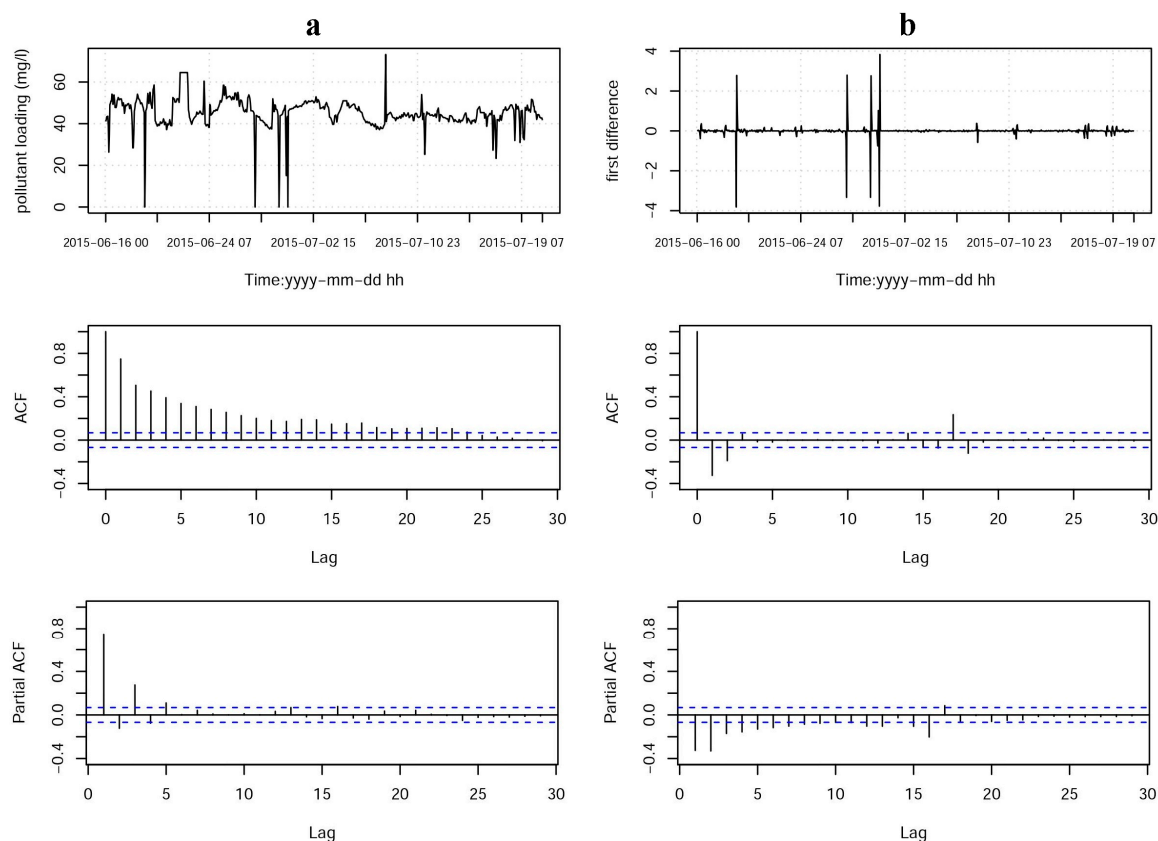 a
pollutant loading (mg/l)
60
40
20
0
2015-06-16 00 2015-06-24 07 2015-07-02 15 2015-07-10 23 2015-07-19 07
Time:yyyy-mm-dd hh
b
first difference
4
2
0
-2
-4
2015-06-16 00 2015-06-24 07 2015-07-02 15 2015-07-10 23 2015-07-19 07
Time:yyyy-mm-dd hh
ACF
0.8
0.4
0.0
-0.4
0 5 10 15 20 25 30
Lag
ACF
0.8
0.4
0.0
-0.4
0 5 10 15 20 25 30
Lag
Partial ACF
0.8
0.4
0.0
-0.4
0 5 10 15 20 25 30
Lag
Partial ACF
0.8
0.4
0.0
-0.4
0 5 10 15 20 25 30
Lag